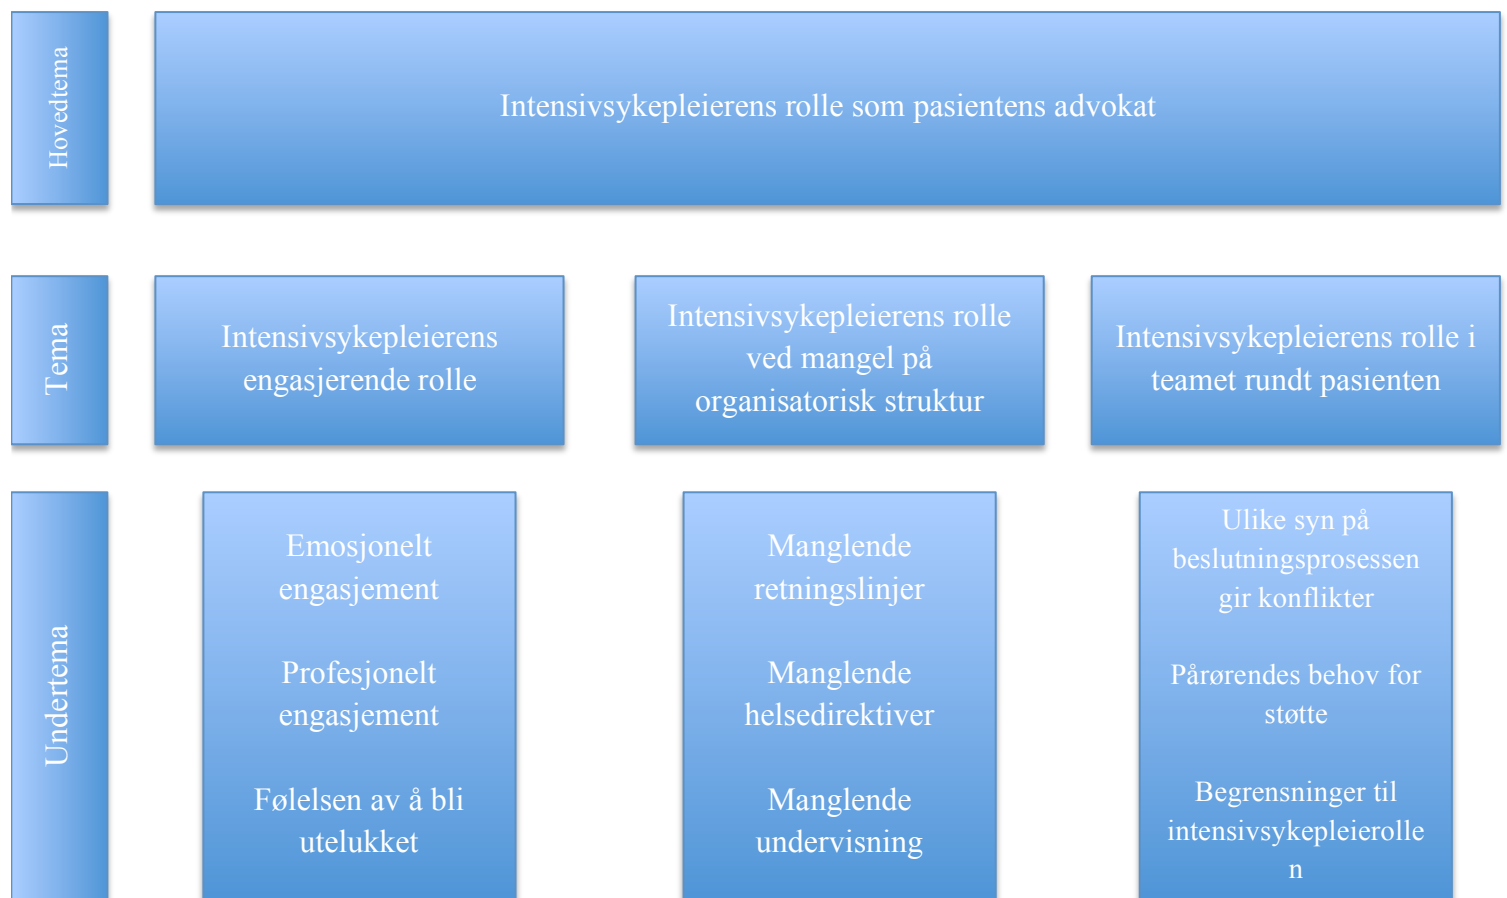 Hovedtema
Intensivsykepleierens rolle som pasientens advokat
Tema
Intensivsykepleierens
engasjerende rolle
Intensivsykepleierens rolle
ved mangel på
organisatorisk struktur
Intensivsykepleierens rolle i
teamet rundt pasienten
Undertema
Emosjonelt
engasjement
Profesjonelt
engasjement
Følelsen av å bli
utelukket
Manglende
retningslinjer
Manglende
helsedirektiver
Manglende
undervisning
Ulike syn på
beslutningsprosessen
gir konflikter
Pårørendes behov for
støtte
Begrensninger til
intensivsykepleierolle
n